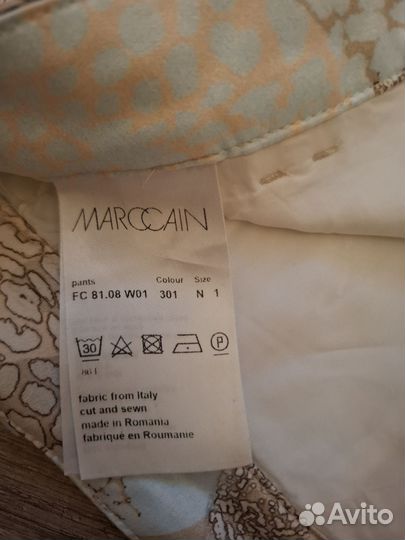 MARCCAIN
pants Colour Size
FC 81.08 W01 301 N 1
30 P
fabric from Italy
cut and sewn
made in Romania
fabriqué en Roumanie
Avito